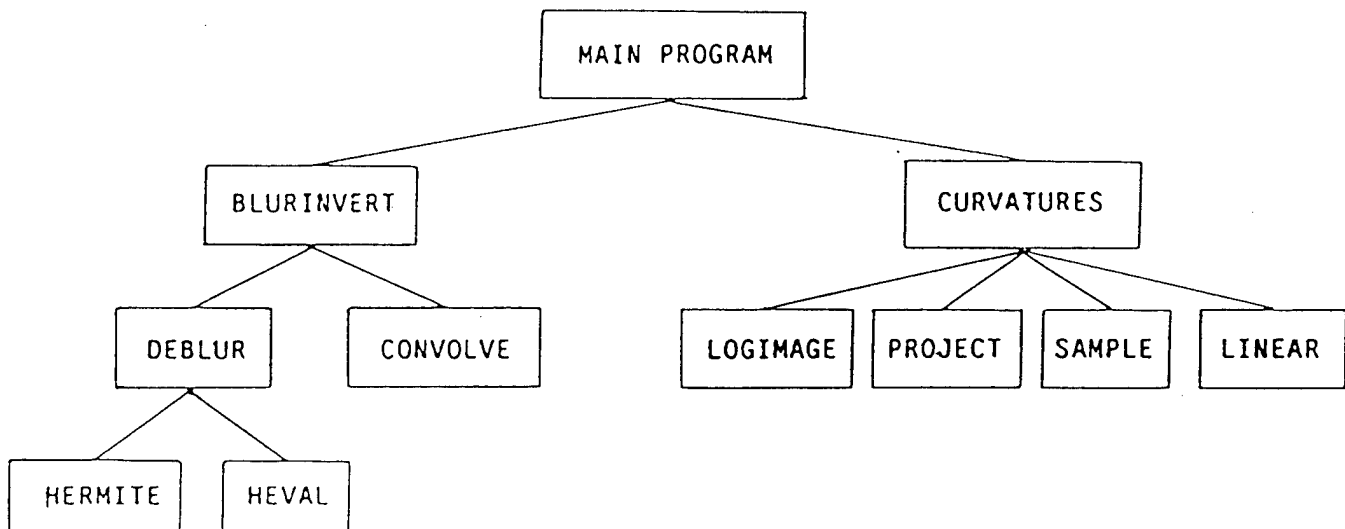 MAIN PROGRAM
BLURINVERT
CURVATURES
DEBLUR
CONVOLVE
LOGIMAGE
PROJECT
SAMPLE
LINEAR
HERMITE
HEVAL